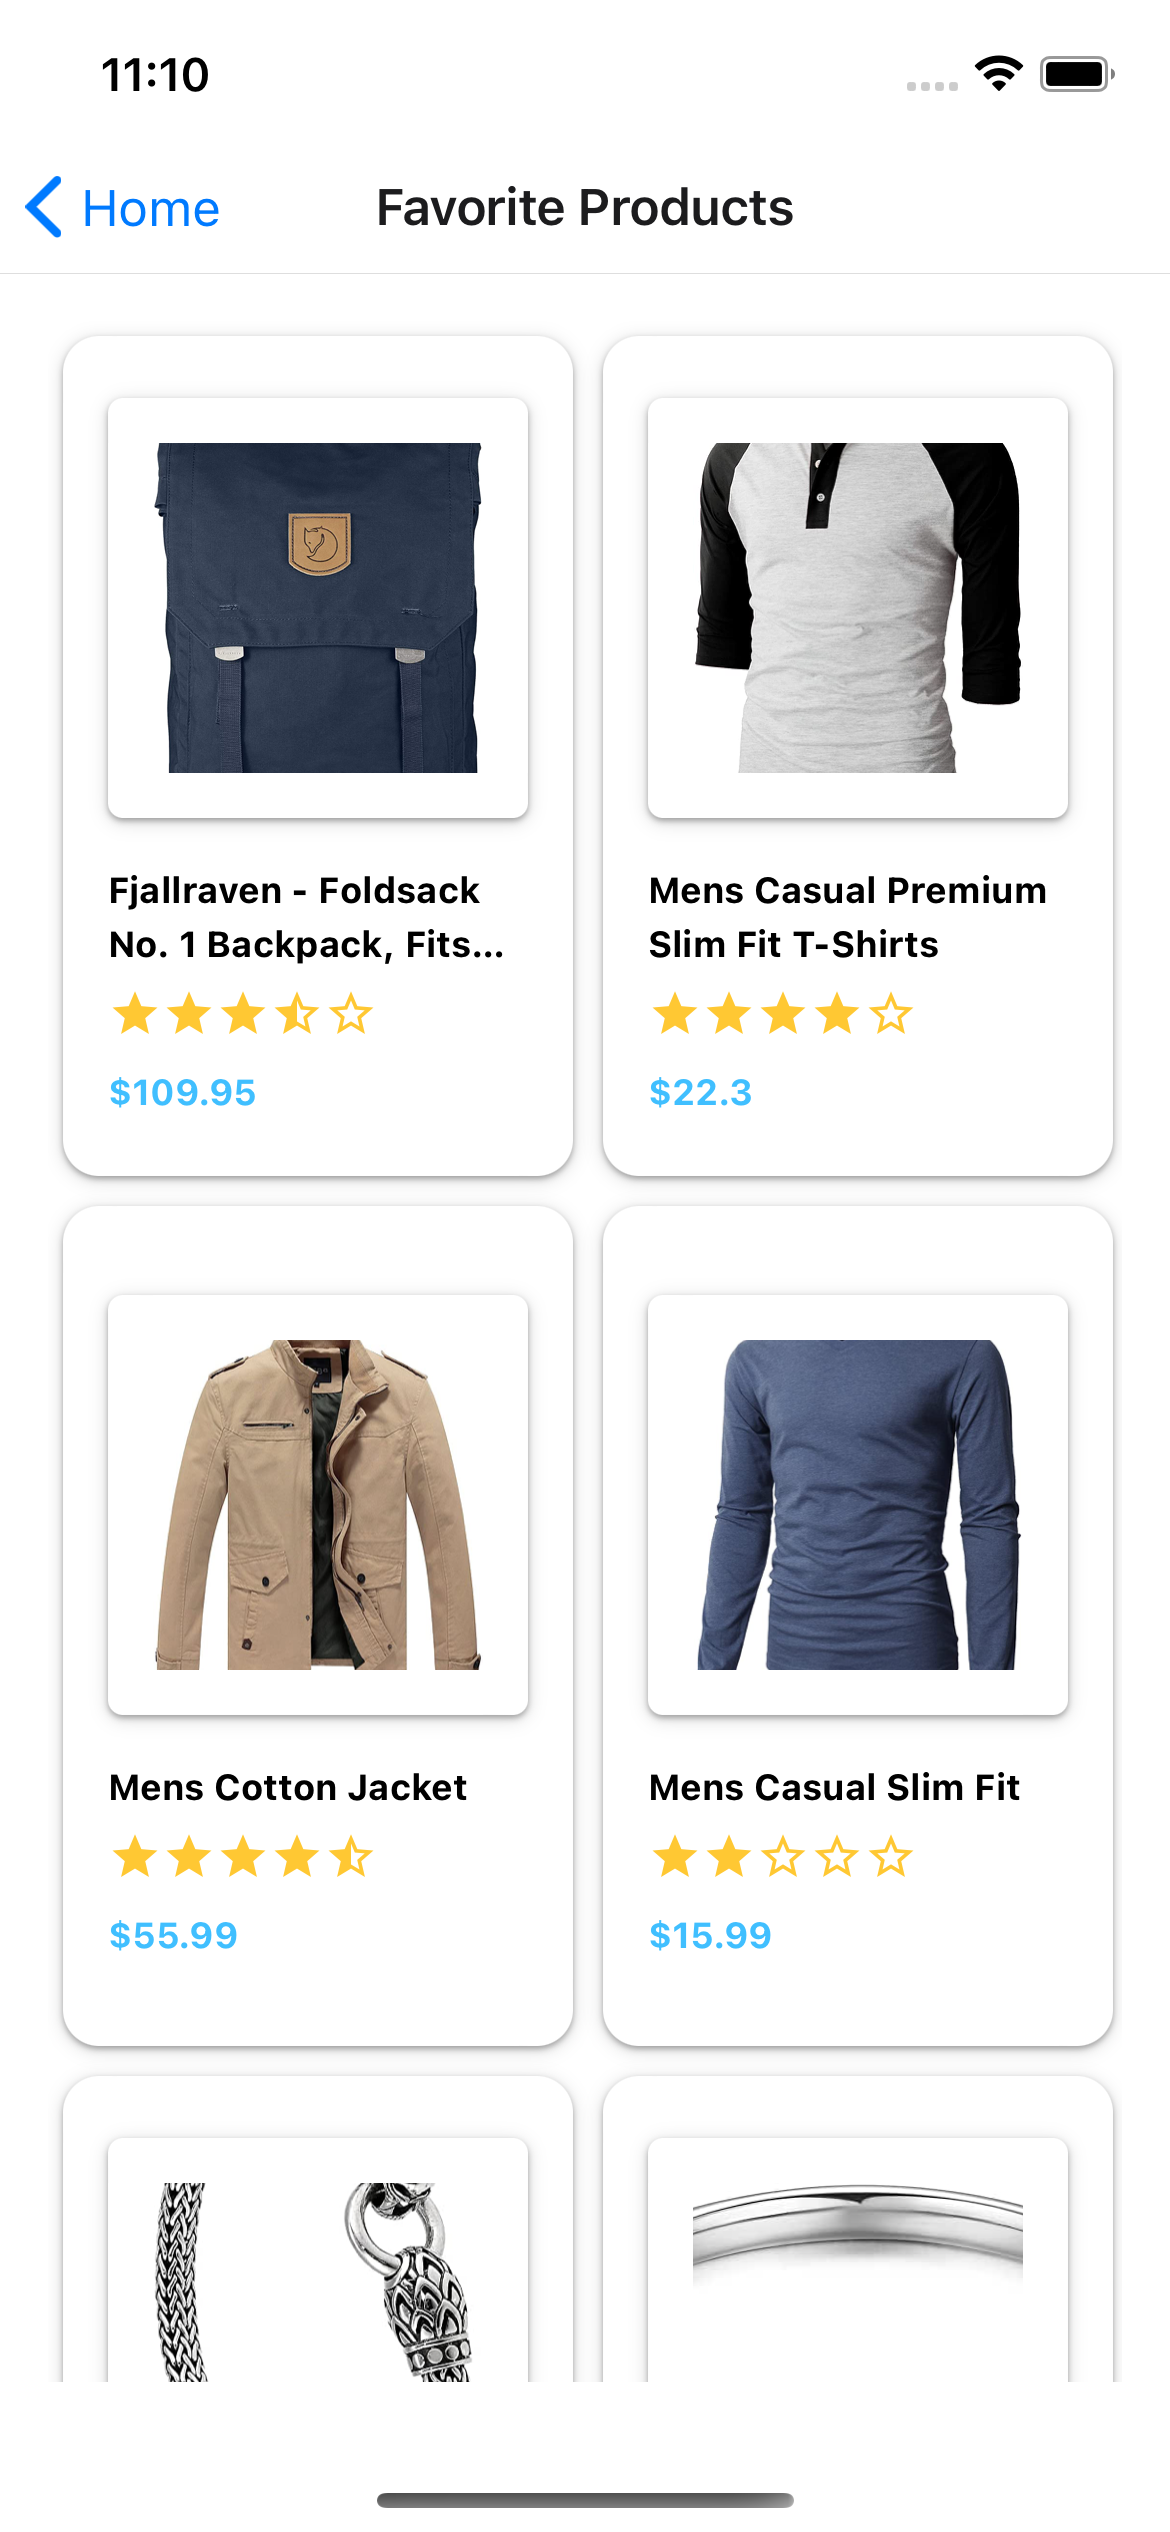 11:10
Home
Favorite Products
Fjallraven - Foldsack
No. 1 Backpack, Fits...
$109.95
Mens Casual Premium
Slim Fit T-Shirts
$22.3
Mens Cotton Jacket
$55.99
Mens Casual Slim Fit
$15.99